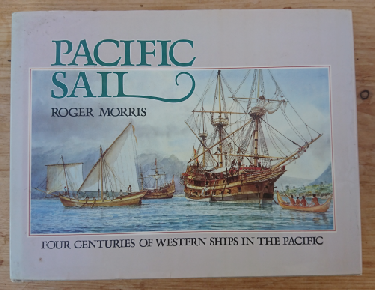 PACIFIC
SAIL
ROGER MORRIS
FOUR CENTURIES OF WESTERN SHIPS IN THE PACIFIC